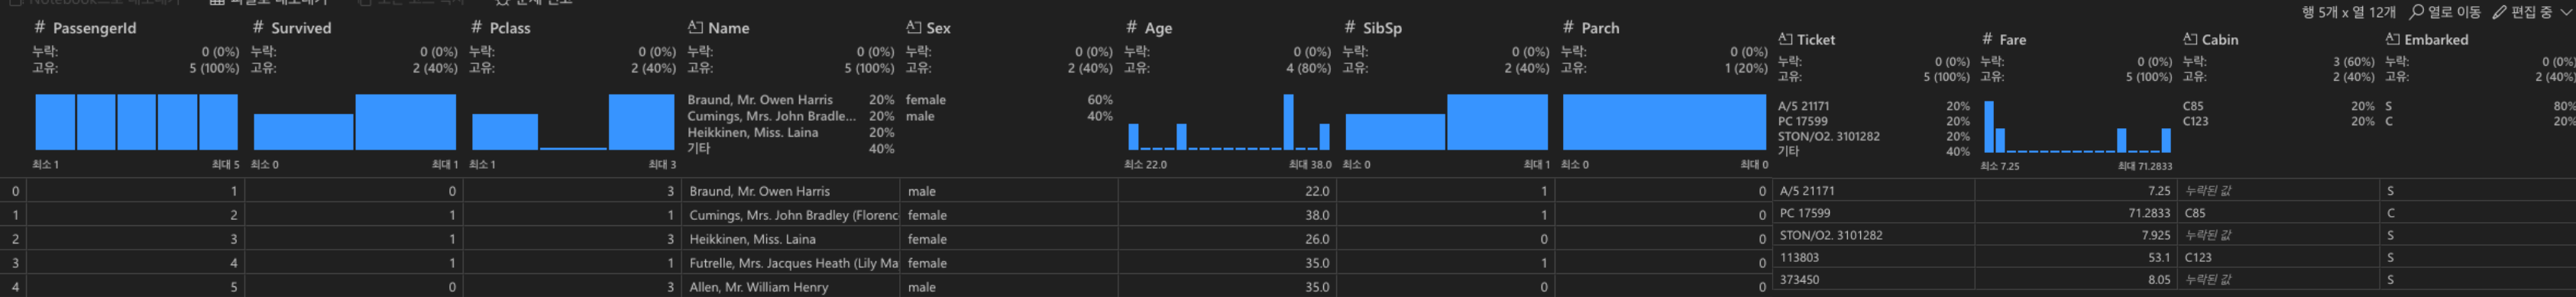 행 5개 x 열 12개 열로 이동 편집 중
# PassengerId # Survived # Pclass Name Sex # Age # SibSp # Parch Ticket # Fare Cabin Embarked
누락: 0 (0%) 누락: 0 (0%) 누락: 0 (0%) 누락: 0 (0%) 누락: 0 (0%) 누락: 0 (0%) 누락: 0 (0%) 누락: 0 (0%) 누락: 0 (0%) 누락: 0 (0%) 누락: 3 (60%) 누락: 0 (0%)
고유: 5 (100%) 고유: 2 (40%) 고유: 2 (40%) 고유: 5 (100%) 고유: 2 (40%) 고유: 4 (80%) 고유: 2 (40%) 고유: 1 (20%) 고유: 5 (100%) 고유: 5 (100%) 고유: 2 (40%) 고유: 2 (40%)
Braund, Mr. Owen Harris 20% female 60% A/5 21171 20% C85 20% S 80%
Cumings, Mrs. John Bradle... 20% male 40% PC 17599 20% C123 20% C 20%
Heikkinen, Miss. Laina 20% STON/O2. 3101282 20%
기타 40% 기타 40%
최소 1 최대 5 최소 0 최대 1 최소 1 최대 3 최소 22.0 최대 38.0 최소 0 최대 1 최소 0 최대 0 최소 7.25 최대 71.2833
0 1 0 3 Braund, Mr. Owen Harris male 22.0 1 0 A/5 21171 7.25 누락된 값 S
1 2 1 1 Cumings, Mrs. John Bradley (Florenc female 38.0 1 0 PC 17599 71.2833 C85 C
2 3 1 3 Heikkinen, Miss. Laina female 26.0 0 0 STON/O2. 3101282 7.925 누락된 값 S
3 4 1 1 Futrelle, Mrs. Jacques Heath (Lily Ma female 35.0 1 0 113803 53.1 C123 S
4 5 0 3 Allen, Mr. William Henry male 35.0 0 0 373450 8.05 누락된 값 S